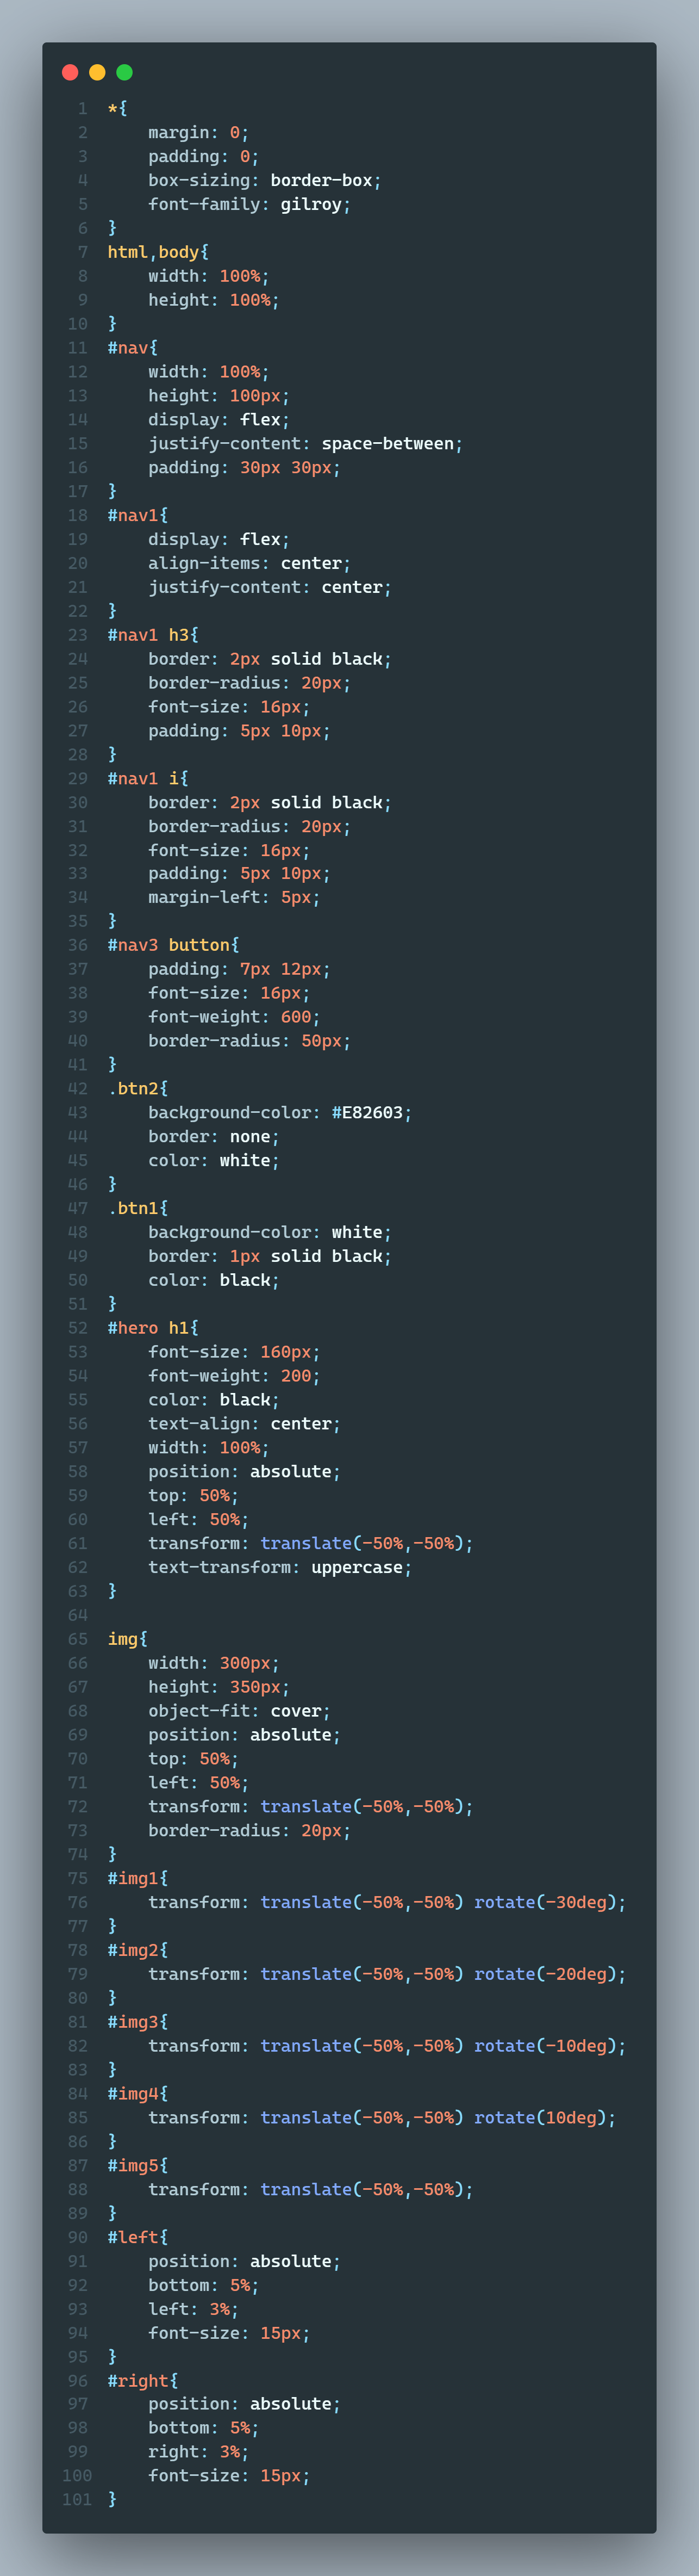 1 *{
2     margin: 0;
3     padding: 0;
4     box-sizing: border-box;
5     font-family: gilroy;
6 }
7 html,body{
8     width: 100%;
9     height: 100%;
10 }
11 #nav{
12     width: 100%;
13     height: 100px;
14     display: flex;
15     justify-content: space-between;
16     padding: 30px 30px;
17 }
18 #nav1{
19     display: flex;
20     align-items: center;
21     justify-content: center;
22 }
23 #nav1 h3{
24     border: 2px solid black;
25     border-radius: 20px;
26     font-size: 16px;
27     padding: 5px 10px;
28 }
29 #nav1 i{
30     border: 2px solid black;
31     border-radius: 20px;
32     font-size: 16px;
33     padding: 5px 10px;
34     margin-left: 5px;
35 }
36 #nav3 button{
37     padding: 7px 12px;
38     font-size: 16px;
39     font-weight: 600;
40     border-radius: 50px;
41 }
42 .btn2{
43     background-color: #E82603;
44     border: none;
45     color: white;
46 }
47 .btn1{
48     background-color: white;
49     border: 1px solid black;
50     color: black;
51 }
52 #hero h1{
53     font-size: 160px;
54     font-weight: 200;
55     color: black;
56     text-align: center;
57     width: 100%;
58     position: absolute;
59     top: 50%;
60     left: 50%;
61     transform: translate(-50%,-50%);
62     text-transform: uppercase;
63 }
64
65 img{
66     width: 300px;
67     height: 350px;
68     object-fit: cover;
69     position: absolute;
70     top: 50%;
71     left: 50%;
72     transform: translate(-50%,-50%);
73     border-radius: 20px;
74 }
75 #img1{
76     transform: translate(-50%,-50%) rotate(-30deg);
77 }
78 #img2{
79     transform: translate(-50%,-50%) rotate(-20deg);
80 }
81 #img3{
82     transform: translate(-50%,-50%) rotate(-10deg);
83 }
84 #img4{
85     transform: translate(-50%,-50%) rotate(10deg);
86 }
87 #img5{
88     transform: translate(-50%,-50%);
89 }
90 #left{
91     position: absolute;
92     bottom: 5%;
93     left: 3%;
94     font-size: 15px;
95 }
96 #right{
97     position: absolute;
98     bottom: 5%;
99     right: 3%;
100     font-size: 15px;
101 }